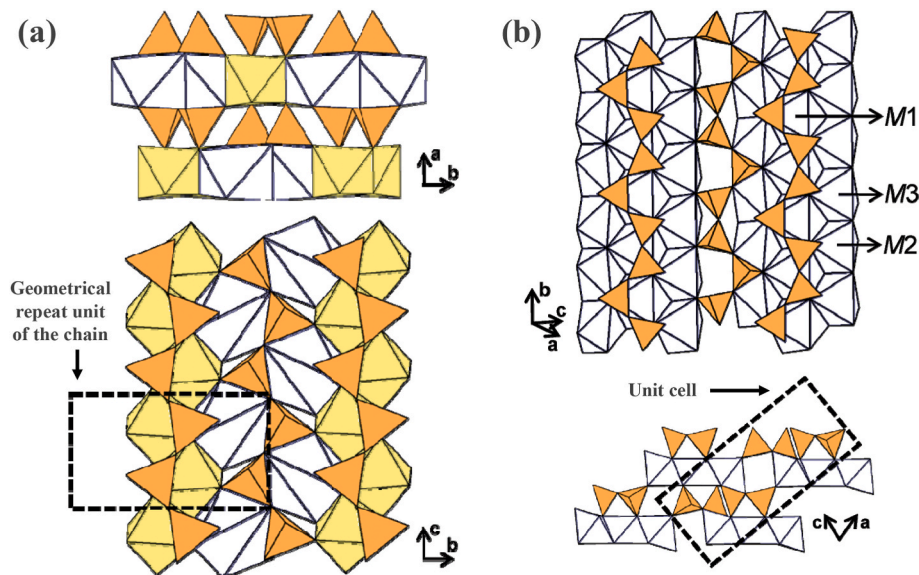 (a)
a
b
Geometrical
repeat unit
of the chain
c
b
(b)
M1
M3
M2
b
c
a
Unit cell
c
a